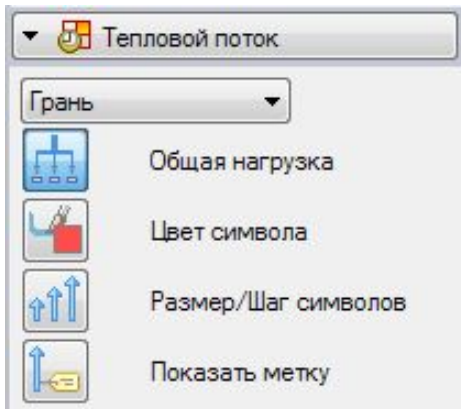 Тепловой поток
Грань
Общая нагрузка
Цвет символа
Размер/Шаг символов
Показать метку